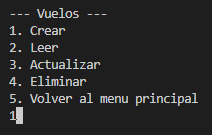 --- Vuelos ---
1. Crear
2. Leer
3. Actualizar
4. Eliminar
5. Volver al menu principal
1